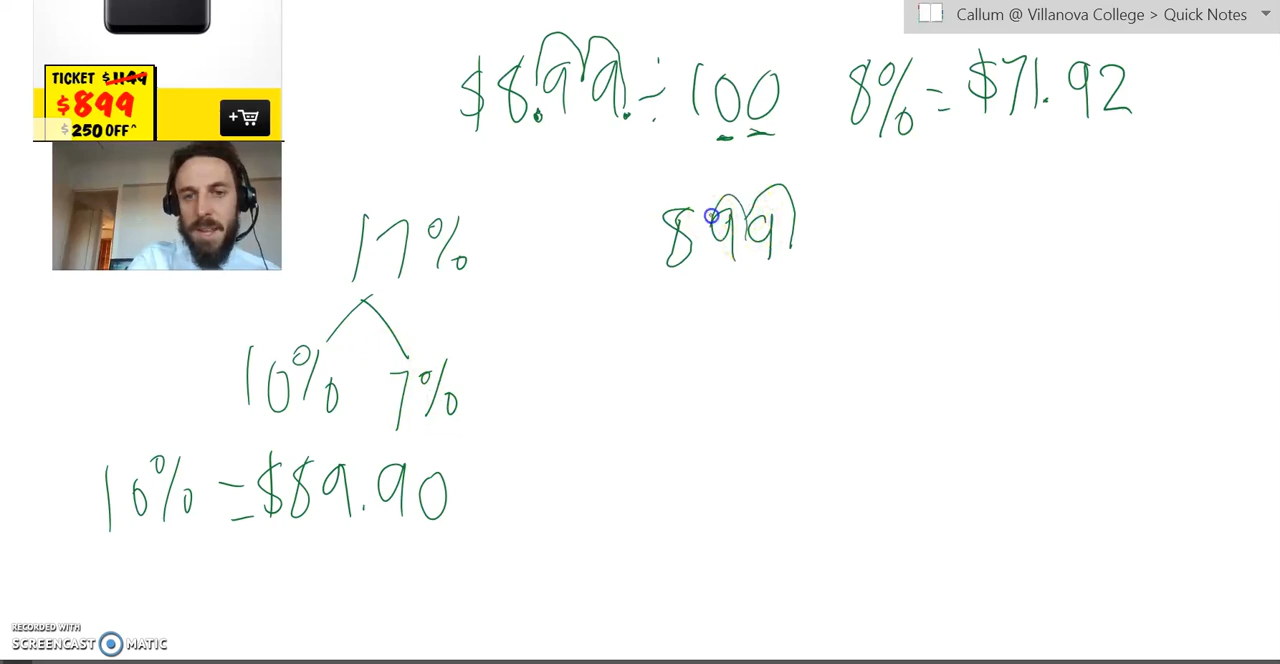 Callum @ Villanova College > Quick Notes
TICKET $1149
$899
$250 OFF^
$8.99. ÷ 100
8% = $71.92
899
17%
10% 7%
10% = $89.90
RECORDED WITH
SCREENCAST MATIC